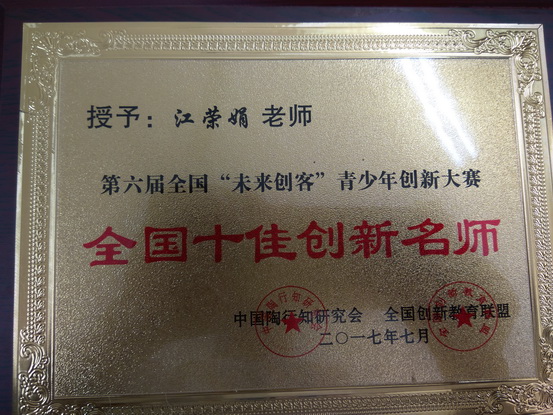 授予：江荣娟 老师
第六届全国“未来创客”青少年创新大赛
全国十佳创新名师
中国陶行知研究会 全国创新教育联盟
二〇一七年七月